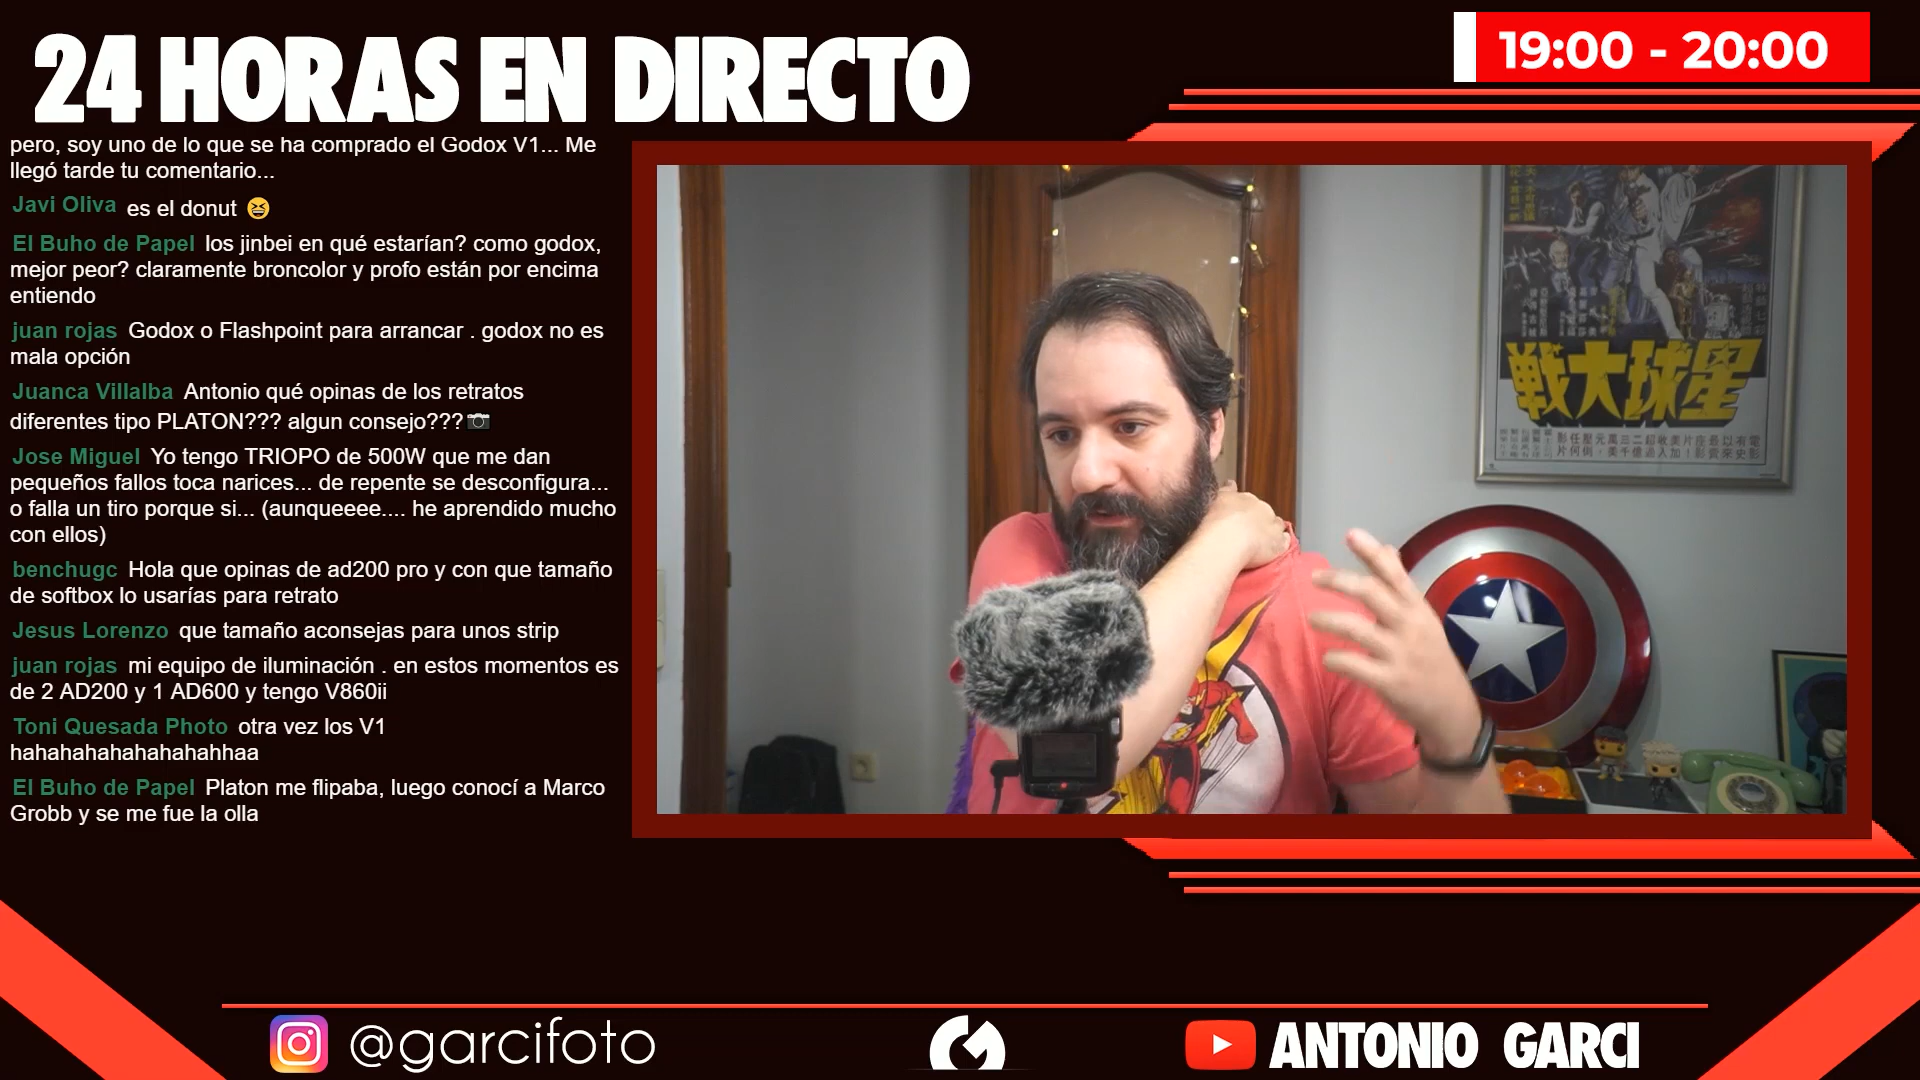 24 HORAS EN DIRECTO
19:00 - 20:00
pero, soy uno de lo que se ha comprado el Godox V1... Me
llegó tarde tu comentario...
Javi Oliva es el donut 😆
El Buho de Papel los jinbei en qué estarían? como godox,
mejor peor? claramente broncolor y profo están por encima
entiendo
juan rojas Godox o Flashpoint para arrancar . godox no es
mala opción
Juanca Villalba Antonio qué opinas de los retratos
diferentes tipo PLATON??? algun consejo???📷
Jose Miguel Yo tengo TRIOPO de 500W que me dan
pequeños fallos toca narices... de repente se desconfigura...
o falla un tiro porque si... (aunqueeee.... he aprendido mucho
con ellos)
benchugc Hola que opinas de ad200 pro y con que tamaño
de softbox lo usarías para retrato
Jesus Lorenzo que tamaño aconsejas para unos strip
juan rojas mi equipo de iluminación . en estos momentos es
de 2 AD200 y 1 AD600 y tengo V860ii
Toni Quesada Photo otra vez los V1
hahahahahahahahahhaa
El Buho de Papel Platon me flipaba, luego conocí a Marco
Grobb y se me fue la olla
戰大球星
@garcifoto
ANTONIO GARCI